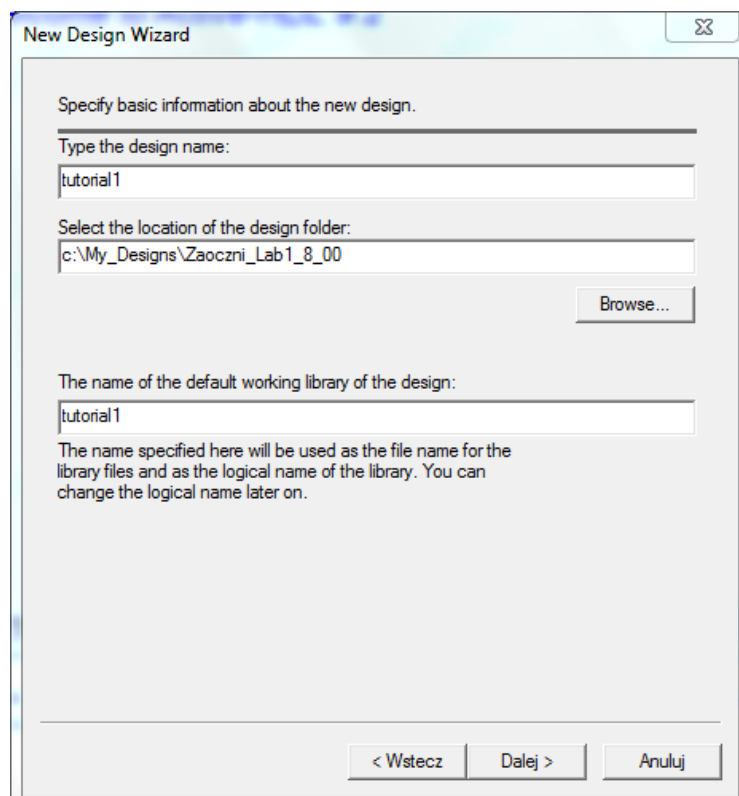 New Design Wizard
Specify basic information about the new design.
Type the design name:
tutorial1
Select the location of the design folder:
c:\My_Designs\Zaoczni_Lab1_8_00
Browse...
The name of the default working library of the design:
tutorial1
The name specified here will be used as the file name for the
library files and as the logical name of the library. You can
change the logical name later on.
< Wstecz
Dalej >
Anuluj